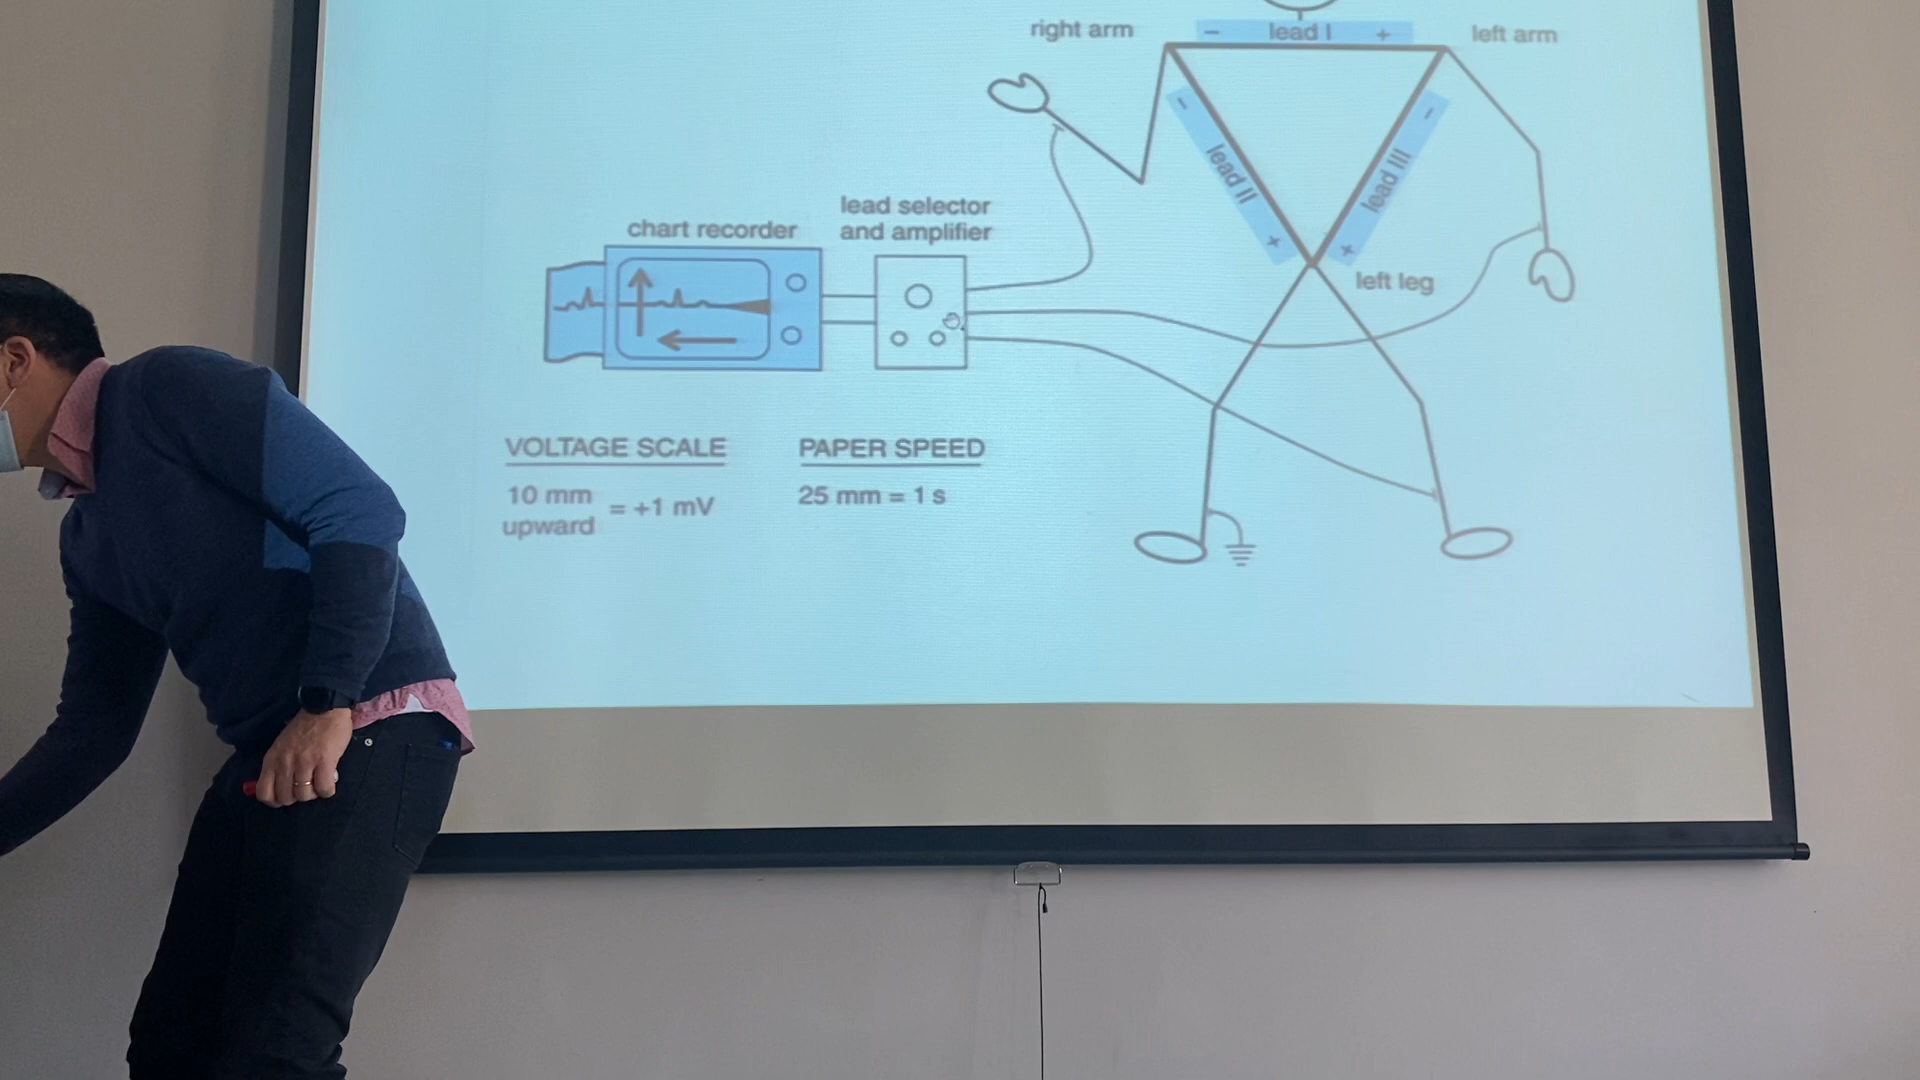 right arm
− lead I +
left arm
− lead II +
− lead III +
left leg
chart recorder
lead selector
and amplifier
VOLTAGE SCALE
10 mm
upward
= +1 mV
PAPER SPEED
25 mm = 1 s